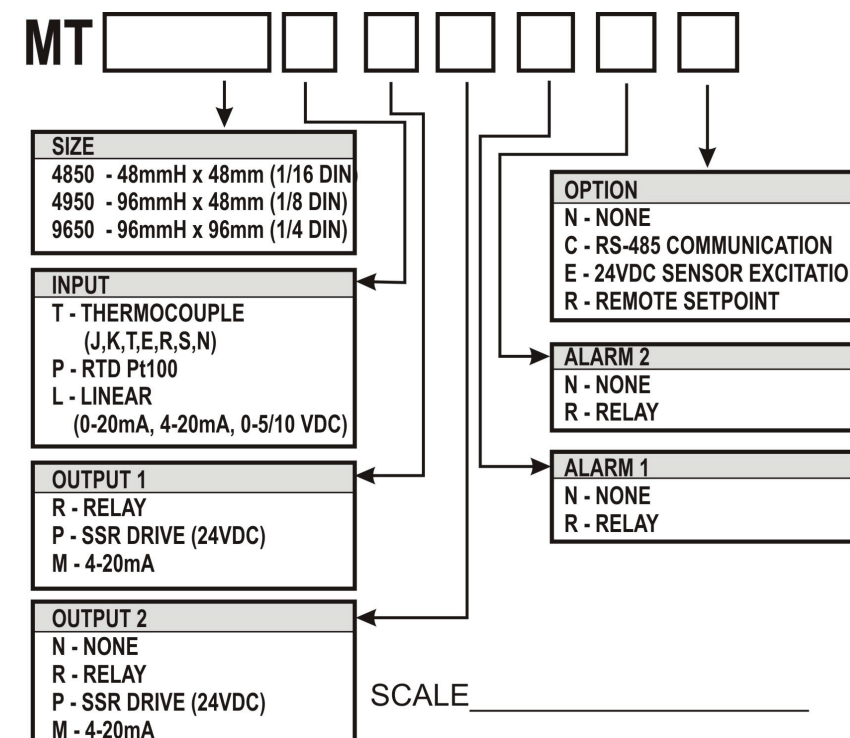 MT
SIZE
4850 - 48mmH x 48mm (1/16 DIN)
4950 - 96mmH x 48mm (1/8 DIN)
9650 - 96mmH x 96mm (1/4 DIN)
INPUT
T - THERMOCOUPLE
(J,K,T,E,R,S,N)
P - RTD Pt100
L - LINEAR
(0-20mA, 4-20mA, 0-5/10 VDC)
OUTPUT 1
R - RELAY
P - SSR DRIVE (24VDC)
M - 4-20mA
OUTPUT 2
N - NONE
R - RELAY
P - SSR DRIVE (24VDC)
M - 4-20mA
OPTION
N - NONE
C - RS-485 COMMUNICATION
E - 24VDC SENSOR EXCITATIO
R - REMOTE SETPOINT
ALARM 2
N - NONE
R - RELAY
ALARM 1
N - NONE
R - RELAY
SCALE